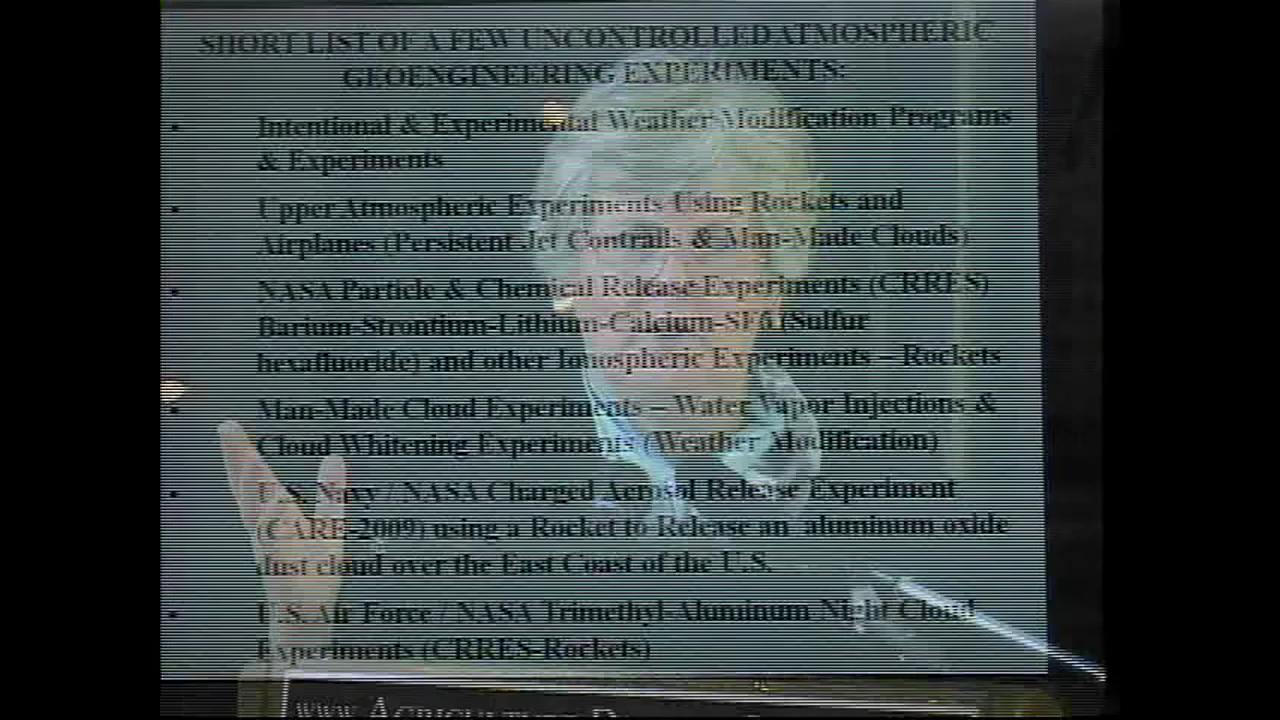 SHORT LIST OF A FEW UNCONTROLLED ATMOSPHERIC
GEOENGINEERING EXPERIMENTS:
• Intentional & Experimental Weather Modification Programs
& Experiments
• Upper Atmospheric Experiments Using Rockets and
Airplanes (Persistent Jet Contrails & Man-Made Clouds)
• NASA Particle & Chemical Release Experiments (CRRES)
Barium-Strontium-Lithium-Calcium-SF6 (Sulfur
hexafluoride) and other Ionospheric Experiments – Rockets
• Man-Made Cloud Experiments – Water Vapor Injections &
Cloud Whitening Experiments (Weather Modification)
• U.S. Navy / NASA Charged Aerosol Release Experiment
(CARE-2009) using a Rocket to Release an aluminum oxide
dust cloud over the East Coast of the U.S.
• U.S. Air Force / NASA Trimethyl-Aluminum-Night Cloud
Experiments (CRRES-Rockets)
www.